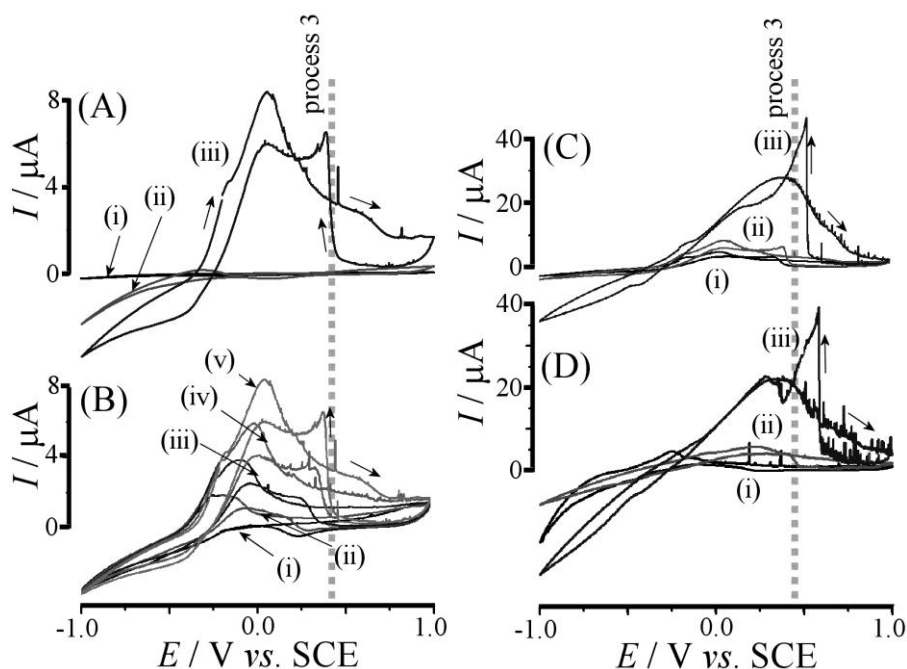 process 3
(A)
8
4
0
I / μA
(i)
(ii)
(iii)
(B)
8
4
0
I / μA
(v)
(iv)
(iii)
(ii)
(i)
-1.0
0.0
1.0
E / V vs. SCE
process 3
(C)
40
20
0
I / μA
(iii)
(ii)
(i)
(D)
40
20
0
I / μA
(iii)
(ii)
(i)
-1.0
0.0
1.0
E / V vs. SCE